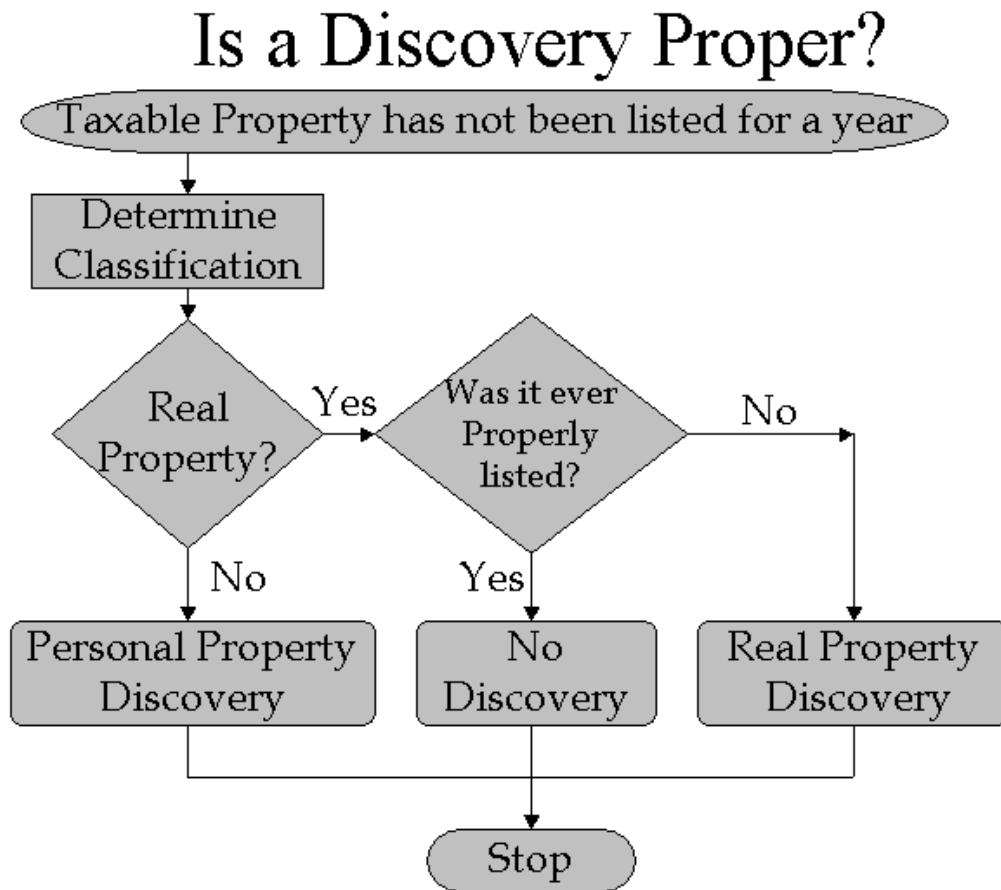 Is a Discovery Proper?
Taxable Property has not been listed for a year
Determine
Classification
Real
Property?
Yes
Was it ever
Properly
listed?
No
No
Yes
Personal Property
Discovery
No
Discovery
Real Property
Discovery
Stop